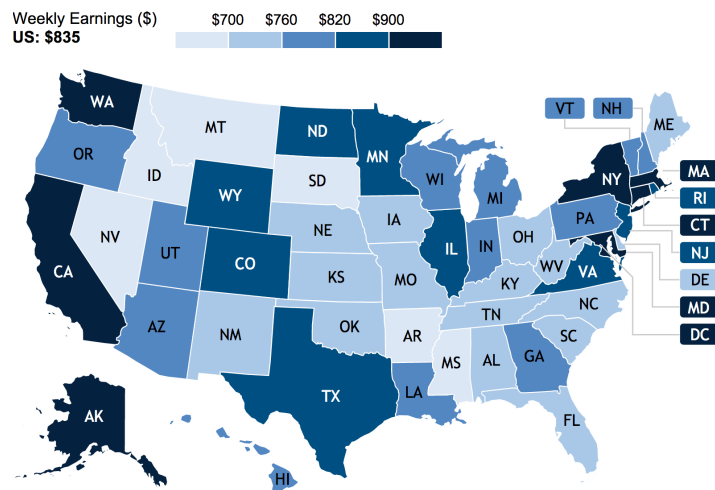 Weekly Earnings ($)
$700 $760 $820 $900
US: $835
WA
MT
ND
MN
VT NH
ME
OR
ID
SD
WI
MI
NY
MA
WY
RI
NV
UT
NE
IA
IL
IN
OH
PA
CT
NJ
CA
CO
KS
MO
WV
VA
KY
DE
AZ
NM
OK
TN
NC
MD
AR
SC
DC
MS
AL
GA
TX
LA
AK
FL
HI